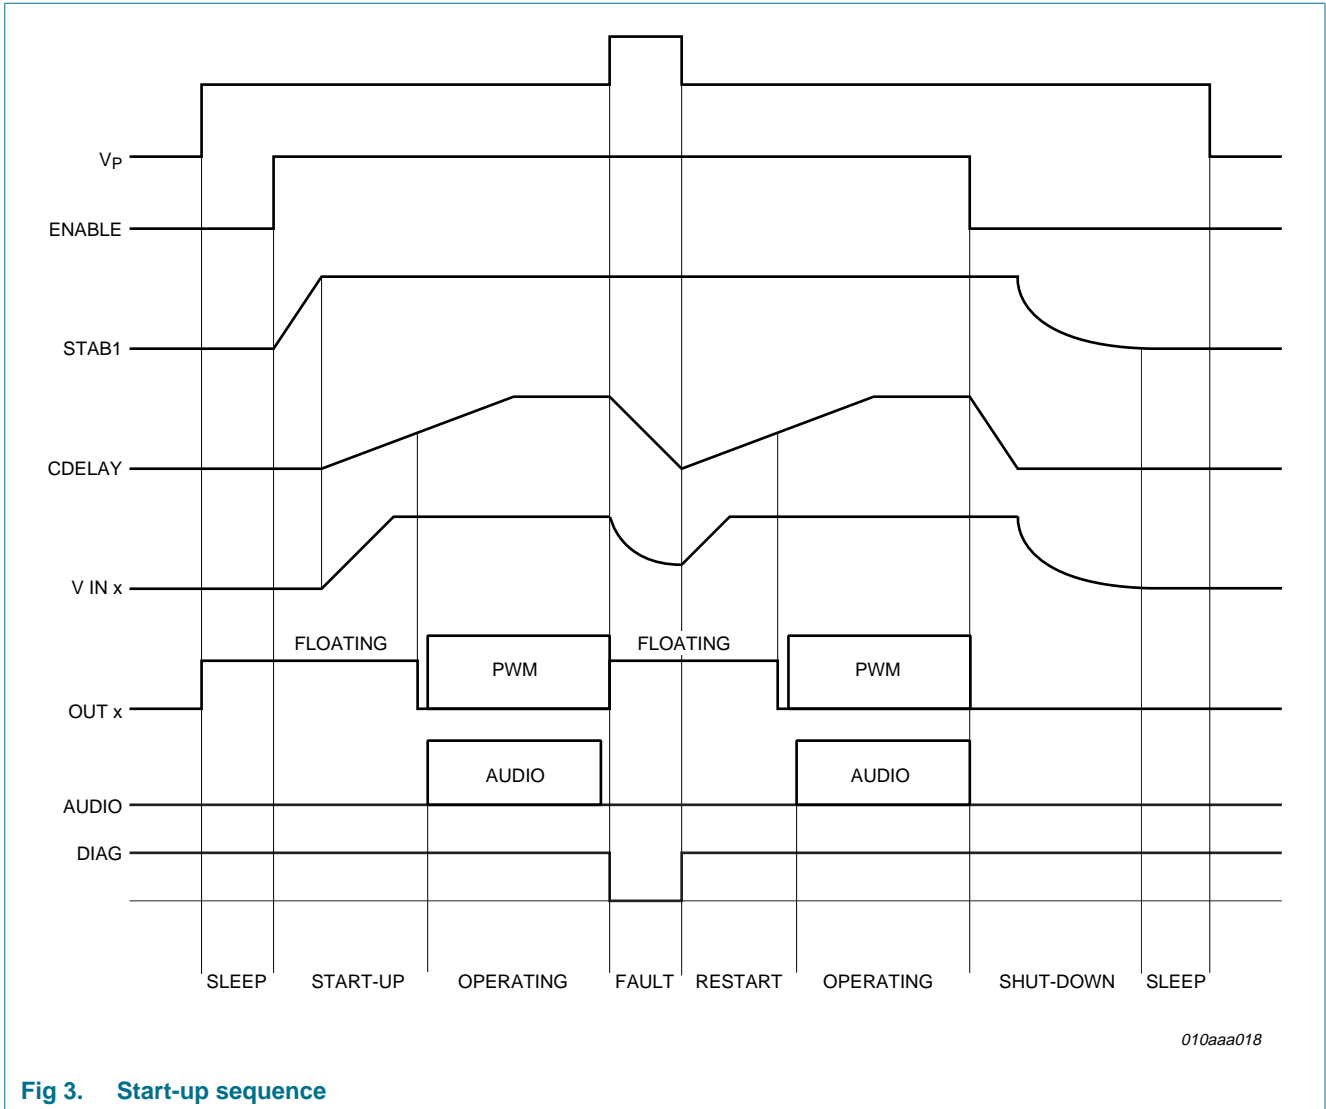 VP
ENABLE
STAB1
CDELAY
V IN x
FLOATING
FLOATING
PWM
PWM
OUT x
AUDIO
AUDIO
AUDIO
DIAG
SLEEP START-UP OPERATING FAULT RESTART OPERATING SHUT-DOWN SLEEP
010aaa018
Fig 3. Start-up sequence